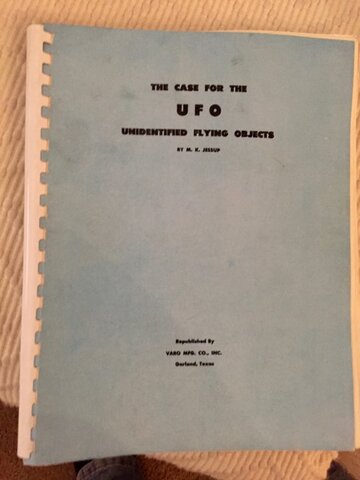 THE CASE FOR THE
UFO
UNIDENTIFIED FLYING OBJECTS
BY M. K. JESSUP
Republished By
VARO MFG. CO., INC.
Garland, Texas